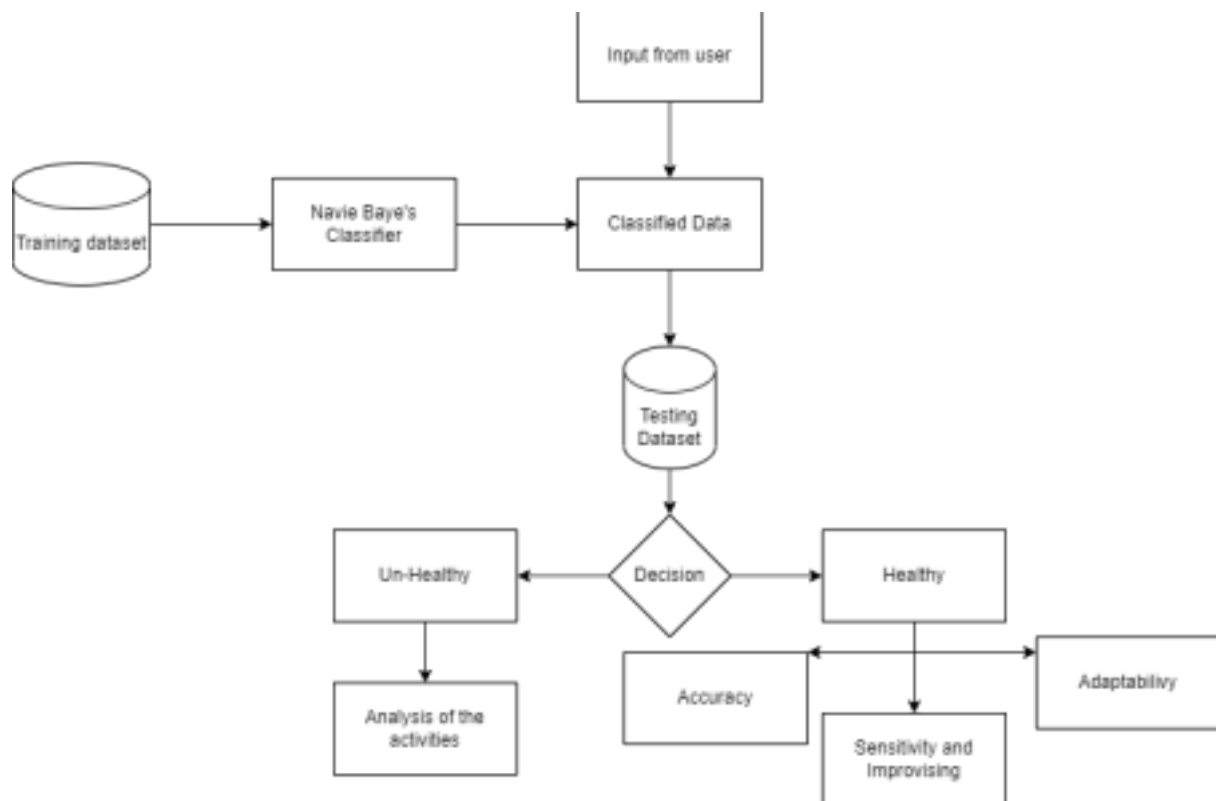 Input from user
Training dataset
Navie Baye's
Classifier
Classified Data
Testing
Dataset
Un-Healthy
Decision
Healthy
Analysis of the
activities
Accuracy
Adaptabilivy
Sensitivity and
Improvising